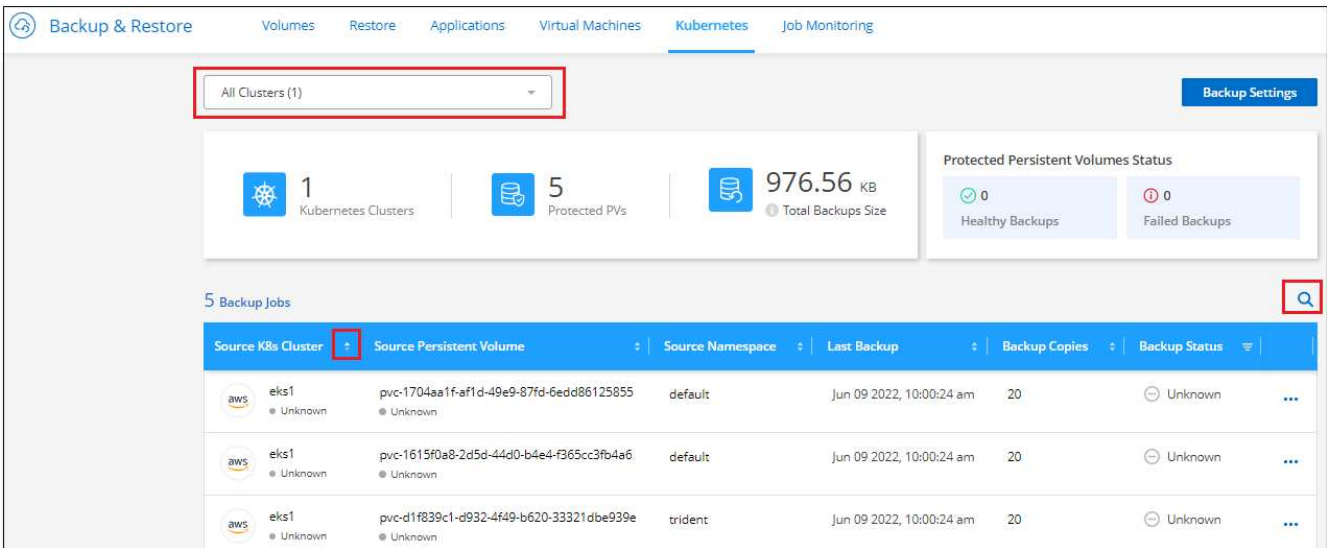 Backup & Restore Volumes Restore Applications Virtual Machines Kubernetes Job Monitoring
All Clusters (1)
Backup Settings
1
Kubernetes Clusters
5
Protected PVs
976.56 KB
Total Backups Size
Protected Persistent Volumes Status
0
Healthy Backups
0
Failed Backups
5 Backup Jobs
Source K8s Cluster Source Persistent Volume Source Namespace Last Backup Backup Copies Backup Status
aws eks1 pvc-1704aa1f-af1d-49e9-87fd-6edd86125855 default Jun 09 2022, 10:00:24 am 20 Unknown ...
Unknown Unknown
aws eks1 pvc-1615f0a8-2d5d-44d0-b4e4-f365cc3fb4a6 default Jun 09 2022, 10:00:24 am 20 Unknown ...
Unknown Unknown
aws eks1 pvc-d1f839c1-d932-4f49-b620-33321dbe939e trident Jun 09 2022, 10:00:24 am 20 Unknown ...
Unknown Unknown